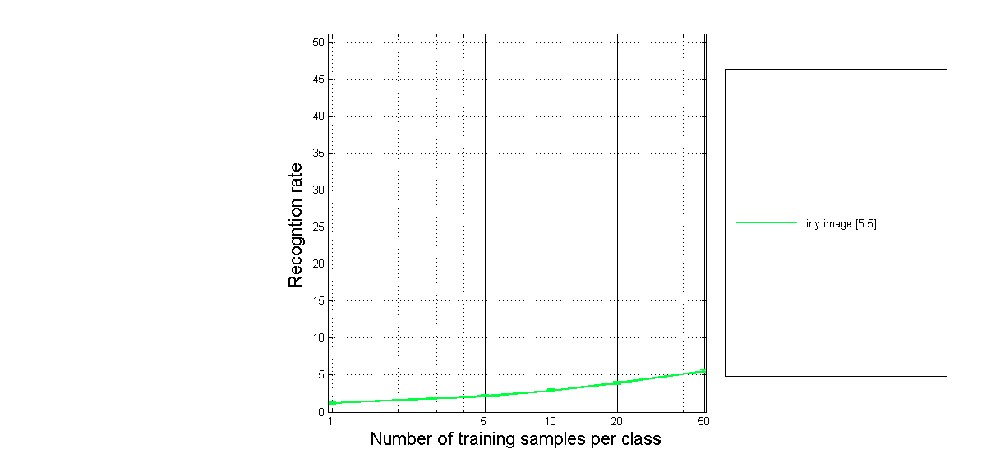 50
45
40
35
30
25
20
15
10
5
0
Recogntion rate
1 5 10 20 50
Number of training samples per class
tiny image [5.5]